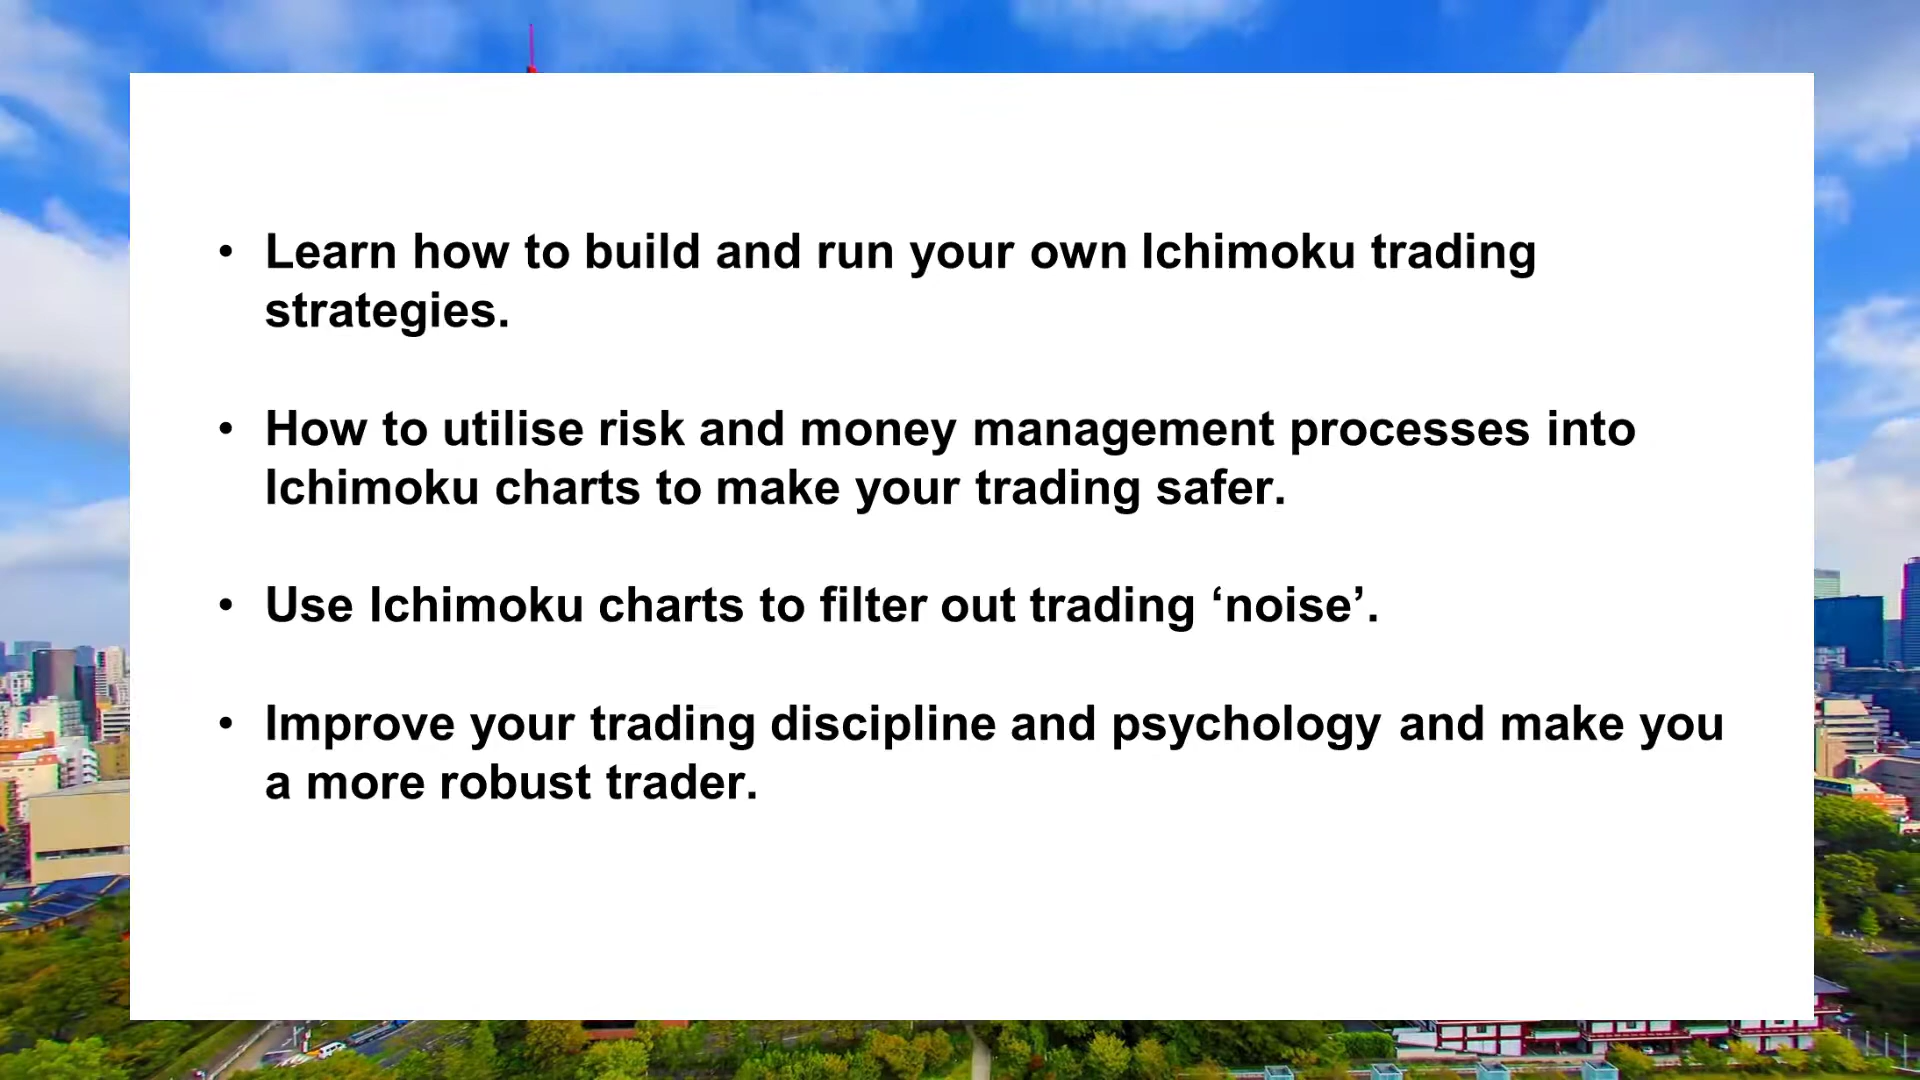 • Learn how to build and run your own Ichimoku trading
strategies.
• How to utilise risk and money management processes into
Ichimoku charts to make your trading safer.
• Use Ichimoku charts to filter out trading ‘noise’.
• Improve your trading discipline and psychology and make you
a more robust trader.